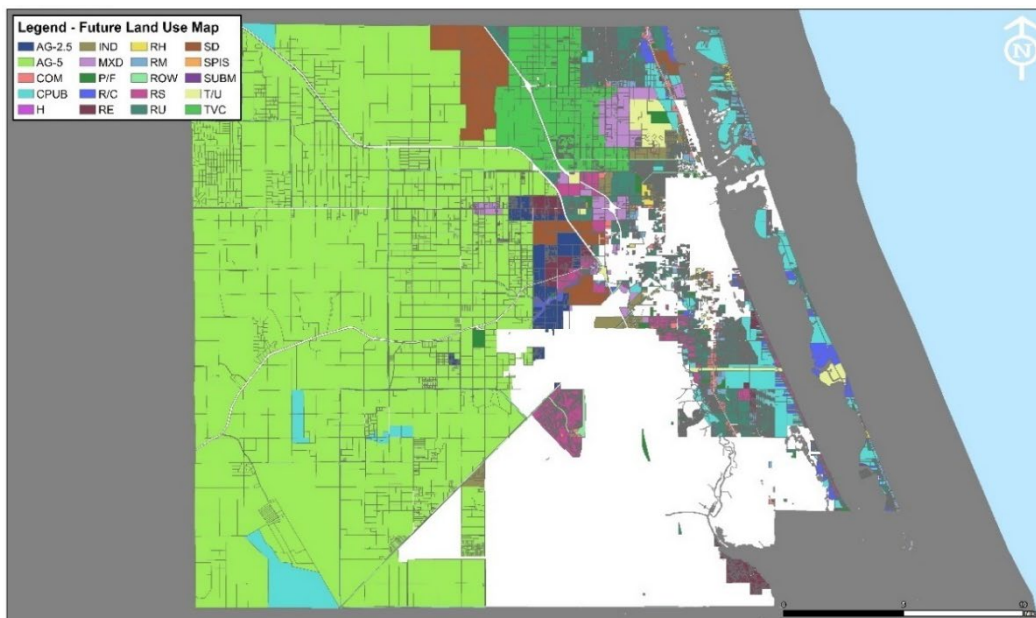 Legend - Future Land Use Map
AG-2.5 IND RH SD
AG-5 MXD RM SPIS
COM P/F ROW SUBM
CPUB R/C RS T/U
H RE RU TVC
N